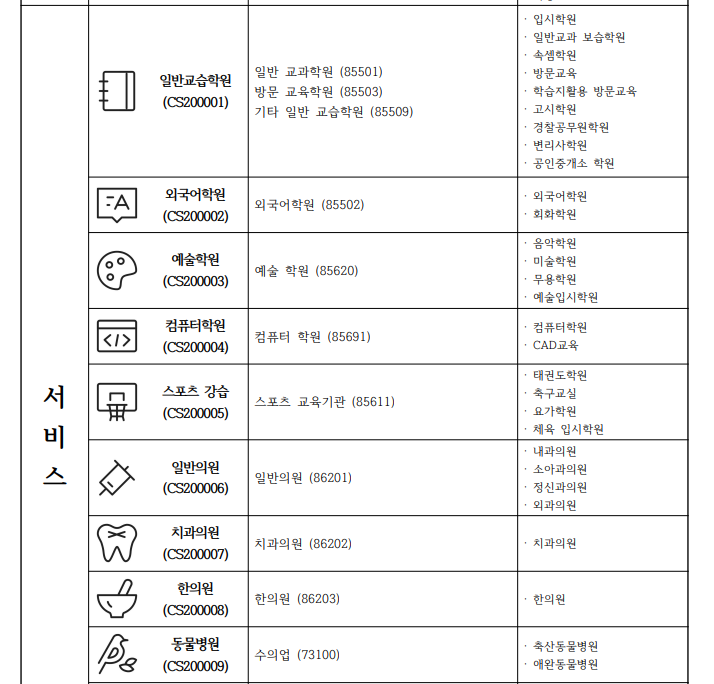 서
비
스
일반교습학원
(CS200001)
일반 교과학원 (85501)
방문 교육학원 (85503)
기타 일반 교습학원 (85509)
· 입시학원
· 일반교과 보습학원
· 속셈학원
· 방문교육
· 학습지활용 방문교육
· 고시학원
· 경찰공무원학원
· 변리사학원
· 공인중개소 학원
외국어학원
(CS200002)
외국어학원 (85502)
· 외국어학원
· 회화학원
예술학원
(CS200003)
예술 학원 (85620)
· 음악학원
· 미술학원
· 무용학원
· 예술입시학원
컴퓨터학원
(CS200004)
컴퓨터 학원 (85691)
· 컴퓨터학원
· CAD교육
스포츠 강습
(CS200005)
스포츠 교육기관 (85611)
· 태권도학원
· 축구교실
· 요가학원
· 체육 입시학원
일반의원
(CS200006)
일반의원 (86201)
· 내과의원
· 소아과의원
· 정신과의원
· 외과의원
치과의원
(CS200007)
치과의원 (86202)
· 치과의원
한의원
(CS200008)
한의원 (86203)
· 한의원
동물병원
(CS200009)
수의업 (73100)
· 축산동물병원
· 애완동물병원